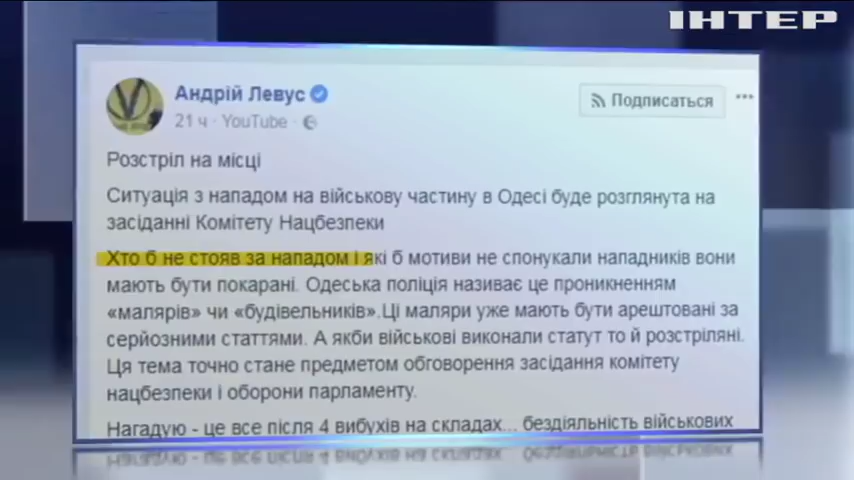 ІНТЕР
Андрій Левус
21 ч · YouTube ·
Подписаться
Розстріл на місці
Ситуація з нападом на військову частину в Одесі буде розглянута на
засіданні Комітету Нацбезпеки
Хто б не стояв за нападом і які б мотиви не спонукали нападників вони
мають бути покарані. Одеська поліція називає це проникненням
«малярів» чи «будівельників».Ці маляри уже мають бути арештовані за
серйозними статтями. А якби військові виконали статут то й розстріляні.
Ця тема точно стане предметом обговорення засідання комітету
нацбезпеки і оборони парламенту.
Нагадую - це все після 4 вибухів на складах... бездіяльність військових